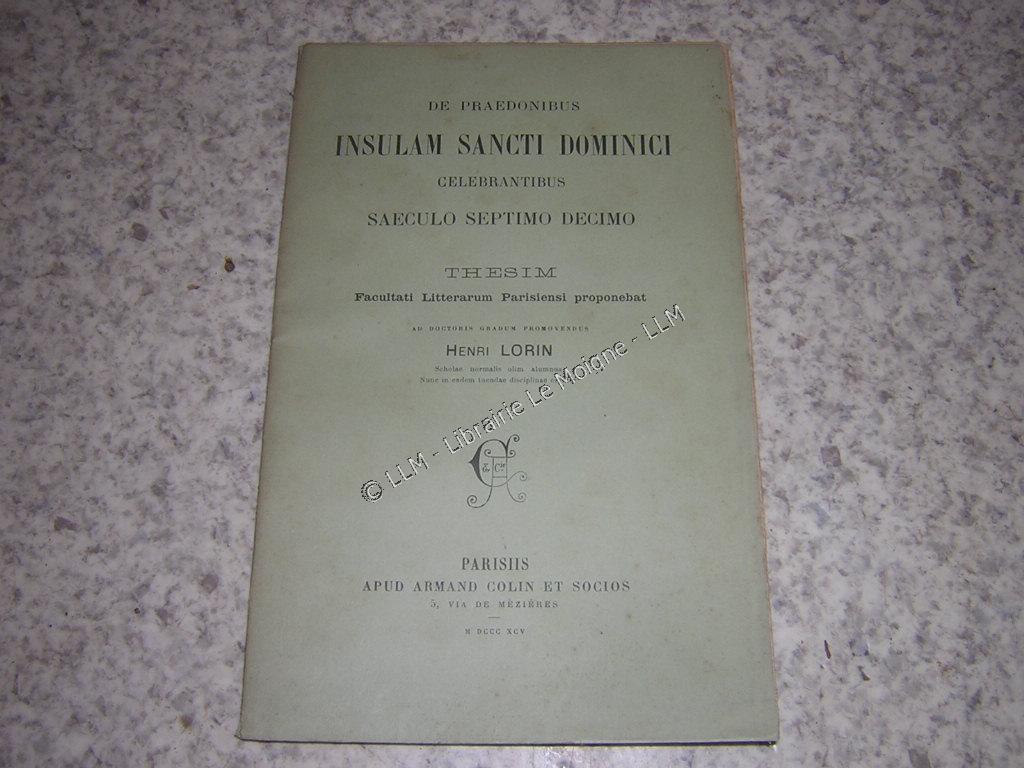 DE PRAEDONIBUS
INSULAM SANCTI DOMINICI
CELEBRANTIBUS
SAECULO SEPTIMO DECIMO
THESIM
Facultati Litterarum Parisiensi proponebat
AD DOCTORIS GRADUM PROMOVENDUS
HENRI LORIN
Scholae normalis olim alumnus
Nunc in eadem tuendae disciplinae
© LLM - Librairie Le Moigne - LLM
& Cie
PARISIIS
APUD ARMAND COLIN ET SOCIOS
5, VIA DE MÉZIÈRES
M DCCC XCV